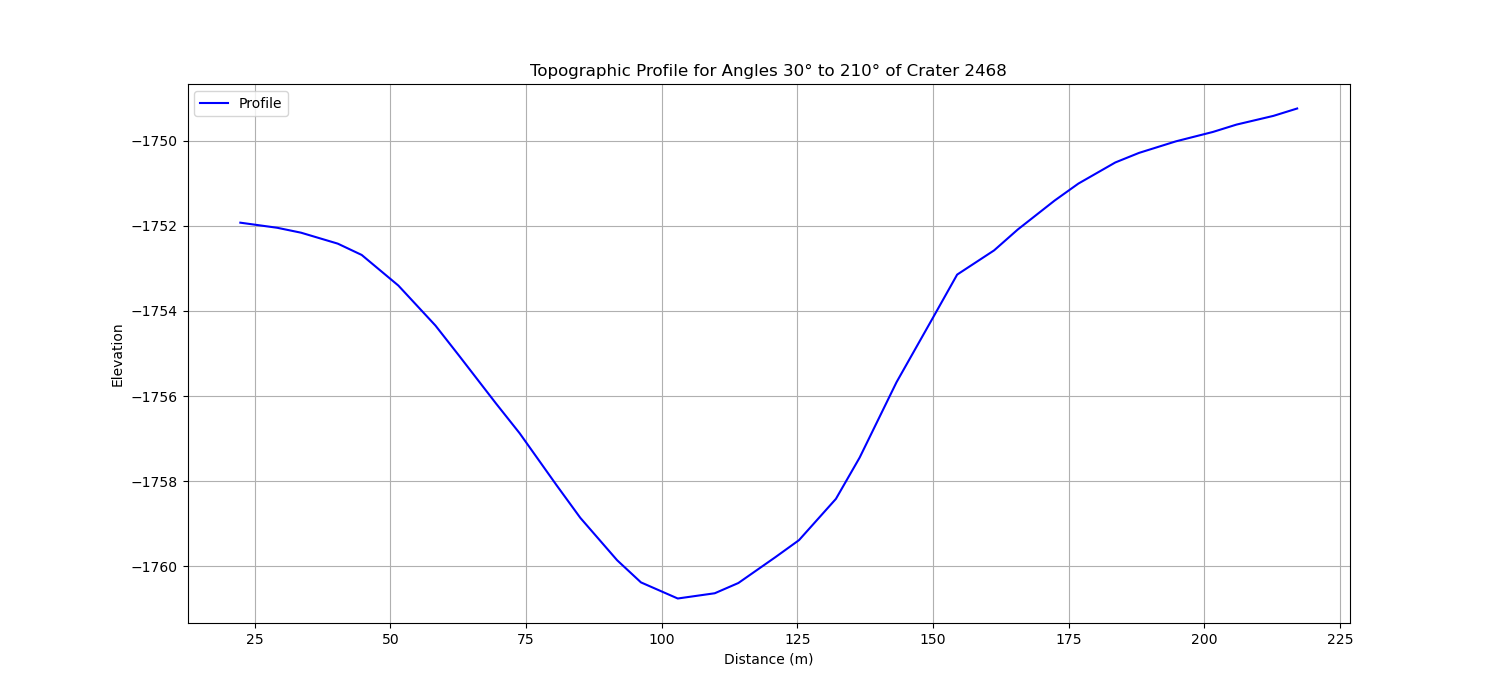 Topographic Profile for Angles 30° to 210° of Crater 2468
Profile
−1750
−1752
−1754
−1756
−1758
−1760
Elevation
25 50 75 100 125 150 175 200 225
Distance (m)